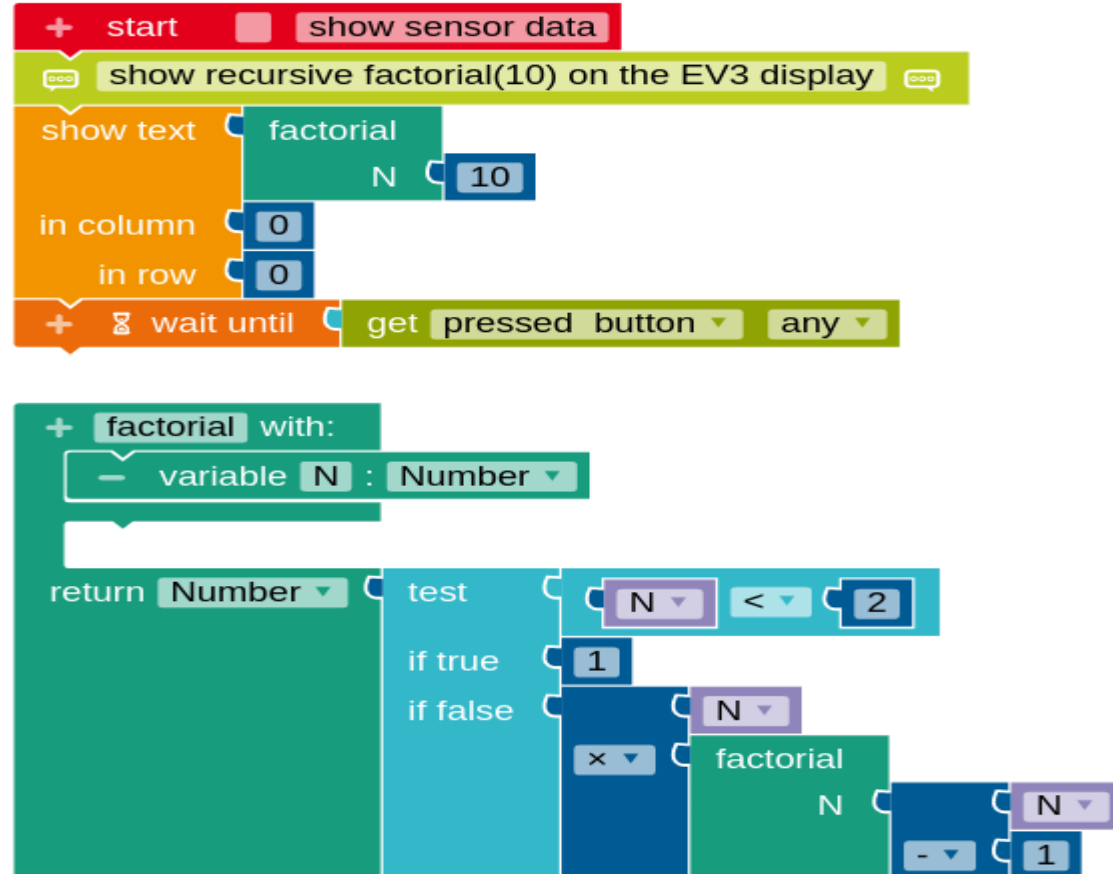 + start show sensor data
show recursive factorial(10) on the EV3 display
show text factorial
N 10
in column 0
in row 0
+ wait until get pressed button any
+ factorial with:
− variable N : Number
return Number test N < 2
if true 1
if false N
× factorial
N N
- 1